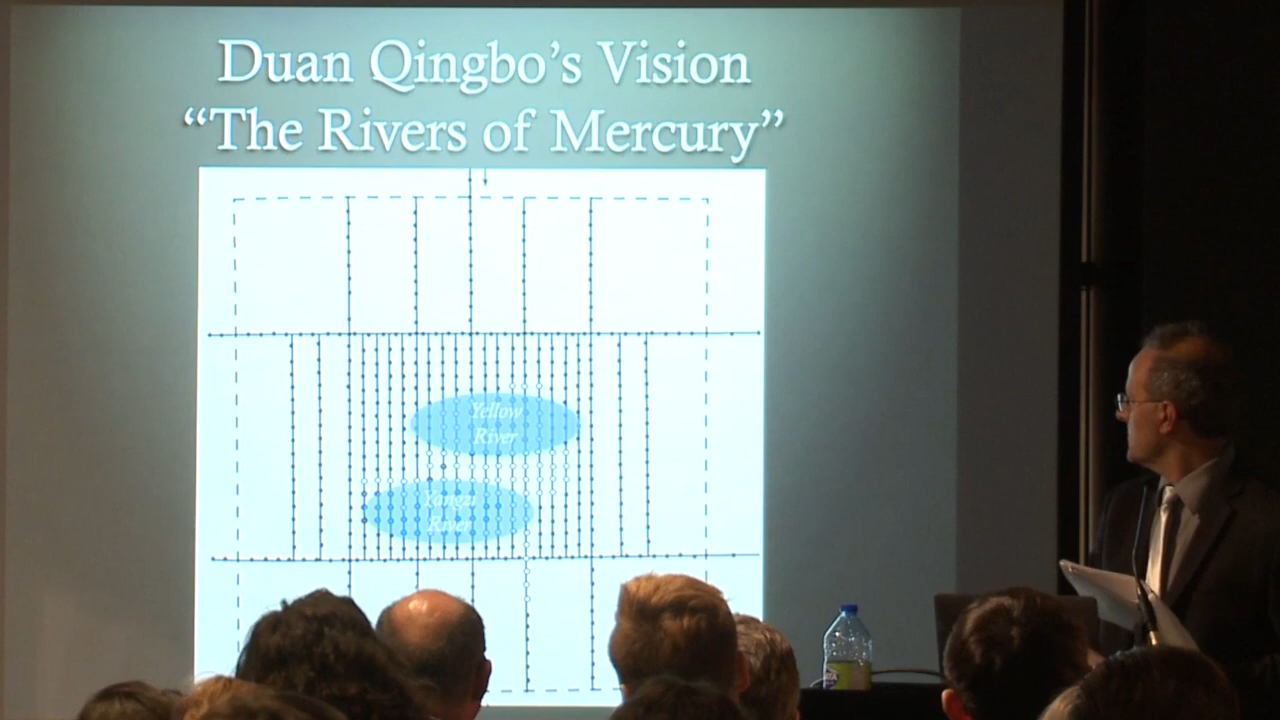 Duan Qingbo’s Vision
“The Rivers of Mercury”
Yellow
River
Yangzi
River